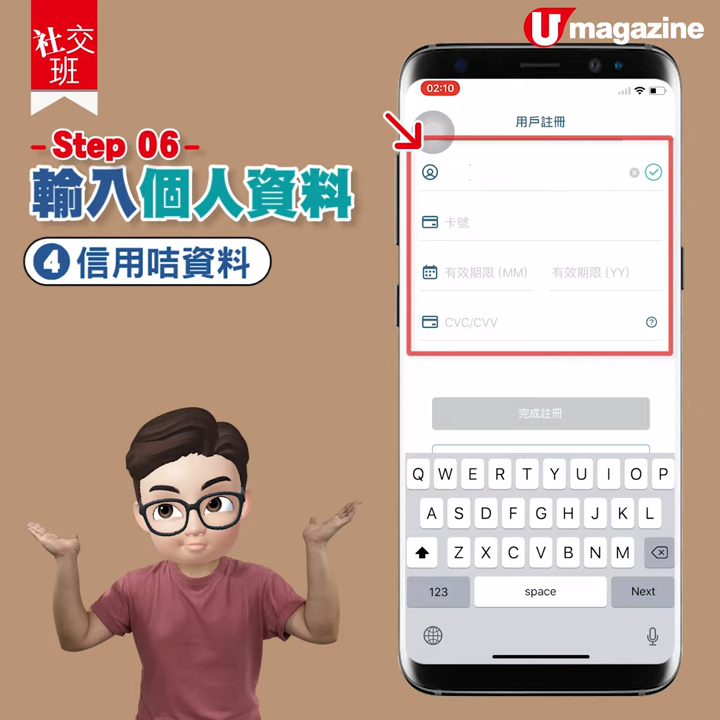 社交班
U magazine
-Step 06-
輸入個人資料
4 信用咭資料
02:10
用戶註冊
卡號
有效期限 (MM) 有效期限 (YY)
CVC/CVV
完成註冊
Q W E R T Y U I O P
A S D F G H J K L
Z X C V B N M
123 space Next